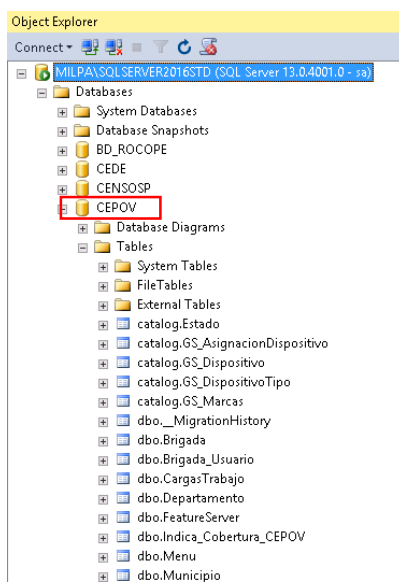 Object Explorer
Connect
MILPA\SQLSERVER2016STD (SQL Server 13.0.4001.0 - sa)
Databases
System Databases
Database Snapshots
BD_ROCOPE
CEDE
CENSOSP
CEPOV
Database Diagrams
Tables
System Tables
FileTables
External Tables
catalog.Estado
catalog.GS_AsignacionDispositivo
catalog.GS_Dispositivo
catalog.GS_DispositivoTipo
catalog.GS_Marcas
dbo.__MigrationHistory
dbo.Brigada
dbo.Brigada_Usuario
dbo.CargasTrabajo
dbo.Departamento
dbo.FeatureServer
dbo.Indica_Cobertura_CEPOV
dbo.Menu
dbo.Municipio